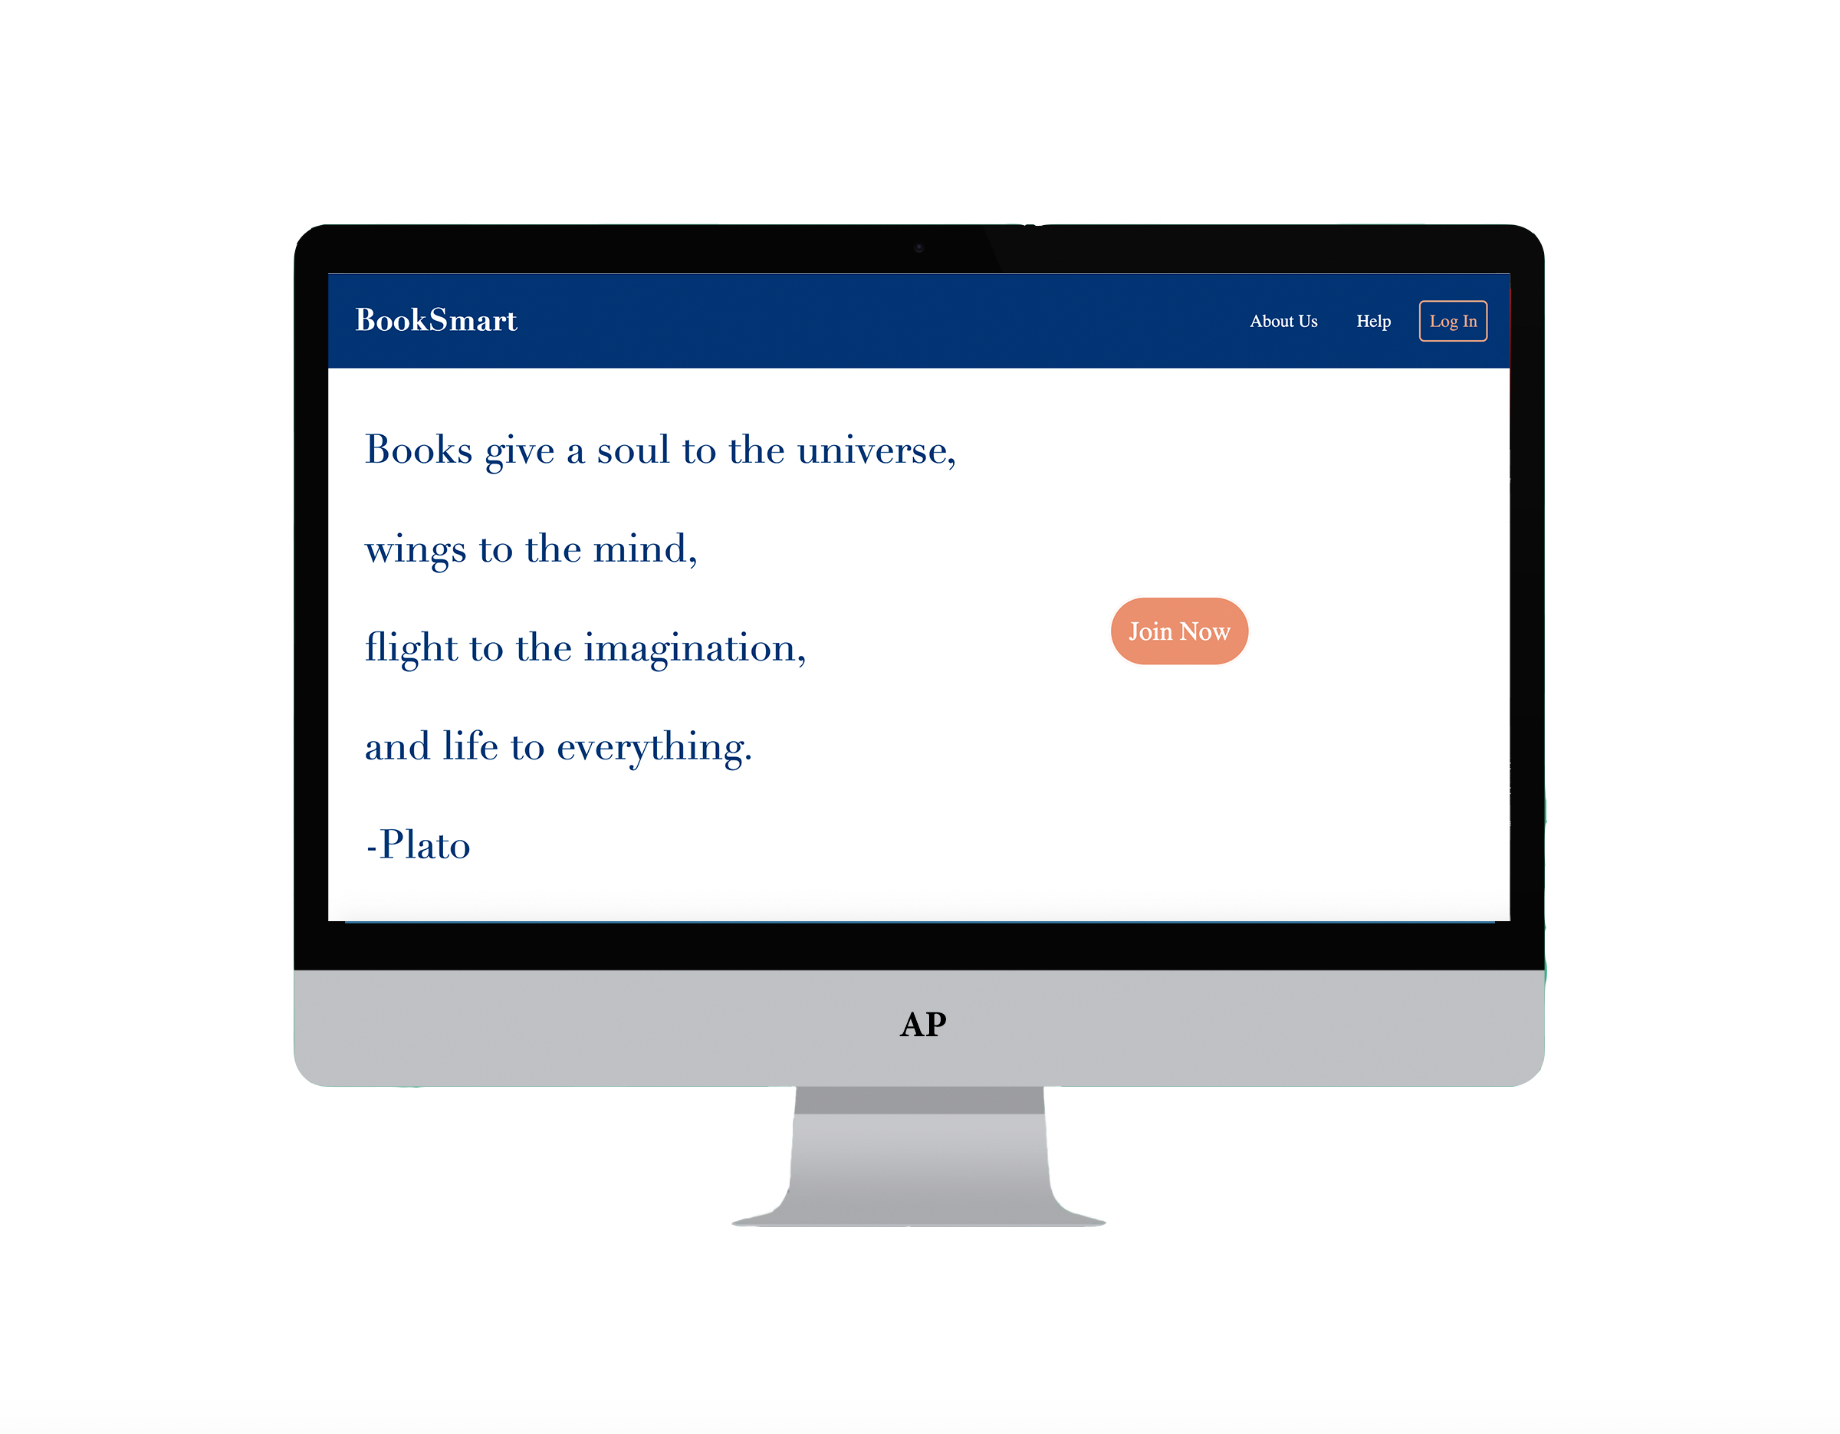 BookSmart
About Us
Help
Log In
Books give a soul to the universe,
wings to the mind,
flight to the imagination,
and life to everything.
-Plato
Join Now
AP